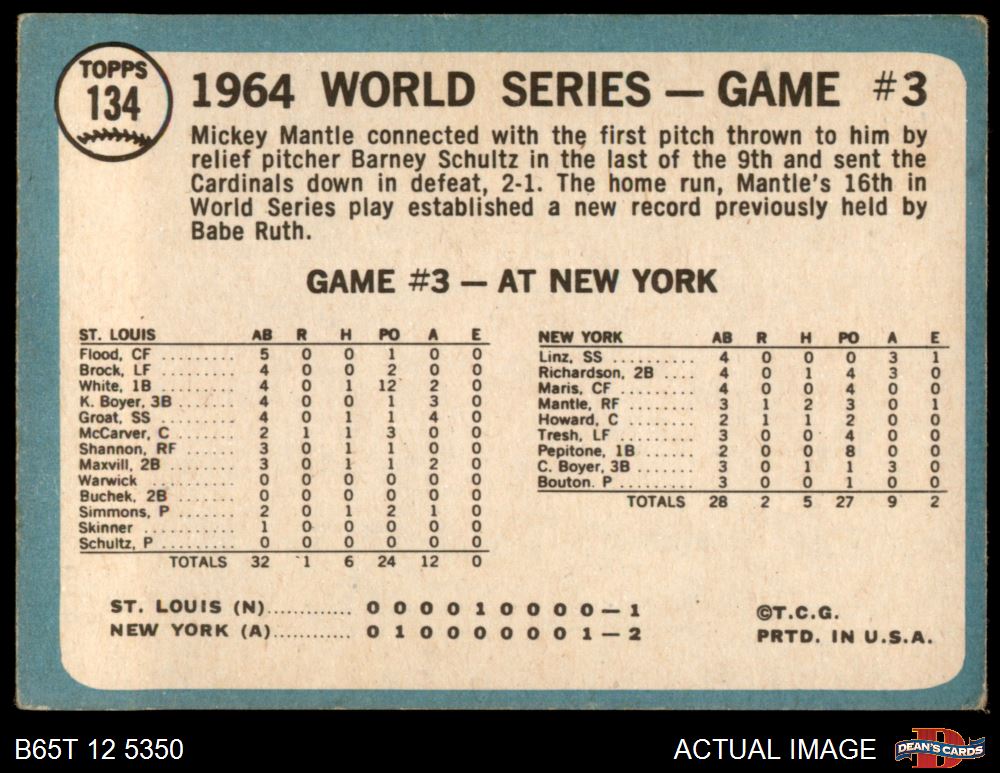 TOPPS
134
1964 WORLD SERIES — GAME #3
Mickey Mantle connected with the first pitch thrown to him by
relief pitcher Barney Schultz in the last of the 9th and sent the
Cardinals down in defeat, 2-1. The home run, Mantle's 16th in
World Series play established a new record previously held by
Babe Ruth.
GAME #3 — AT NEW YORK
ST. LOUIS AB R H PO A E
Flood, CF ......... 5 0 0 1 0 0
Brock, LF ......... 4 0 0 2 0 0
White, 1B ......... 4 0 1 12 2 0
K. Boyer, 3B ....... 4 0 0 1 3 0
Groat, SS ......... 4 0 1 1 4 0
McCarver, C ....... 2 1 1 3 0 0
Shannon, RF ....... 3 0 1 1 0 0
Maxvill, 2B ........ 3 0 1 1 2 0
Warwick .......... 0 0 0 0 0 0
Buchek, 2B ........ 0 0 0 0 0 0
Simmons, P ....... 2 0 1 2 1 0
Skinner ........... 1 0 0 0 0 0
Schultz, P ......... 0 0 0 0 0 0
TOTALS 32 1 6 24 12 0
NEW YORK AB R H PO A E
Linz, SS .......... 4 0 0 0 3 1
Richardson, 2B .... 4 0 1 4 3 0
Maris, CF ......... 4 0 0 4 0 0
Mantle, RF ........ 3 1 2 3 0 1
Howard, C ........ 2 1 1 2 0 0
Tresh, LF ......... 3 0 0 4 0 0
Pepitone, 1B ...... 2 0 0 8 0 0
C. Boyer, 3B ...... 3 0 1 1 3 0
Bouton. P ......... 3 0 0 1 0 0
TOTALS 28 2 5 27 9 2
ST. LOUIS (N)............ 0 0 0 0 1 0 0 0 0 — 1
NEW YORK (A)........... 0 1 0 0 0 0 0 0 1 — 2
©T.C.G.
PRTD. IN U.S.A.
B65T 12 5350
ACTUAL IMAGE
D
DEAN'S CARDS